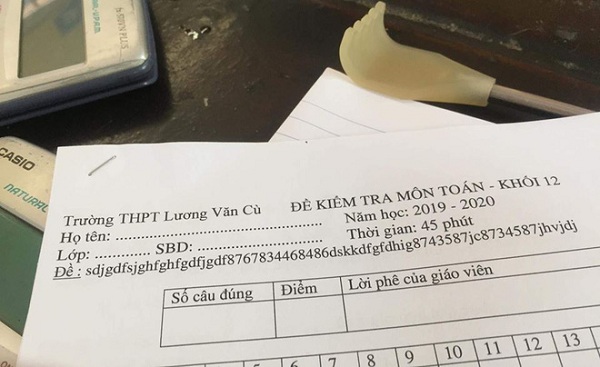 CASIO
NATURAL
Trường THPT Lương Văn Cù ĐỀ KIỂM TRA MÔN TOÁN - KHỐI 12
Họ tên: .................................................... Năm học: 2019 - 2020
Lớp: .............. SBD: ............................... Thời gian: 45 phút
Đề : sdjgdfsjghfghfgdfjgdf8767834468486dskkdfgfdhig8743587jc8734587jhvjdj
Số câu đúng Điểm Lời phê của giáo viên
5 6 7 8 9 10 11 12 13